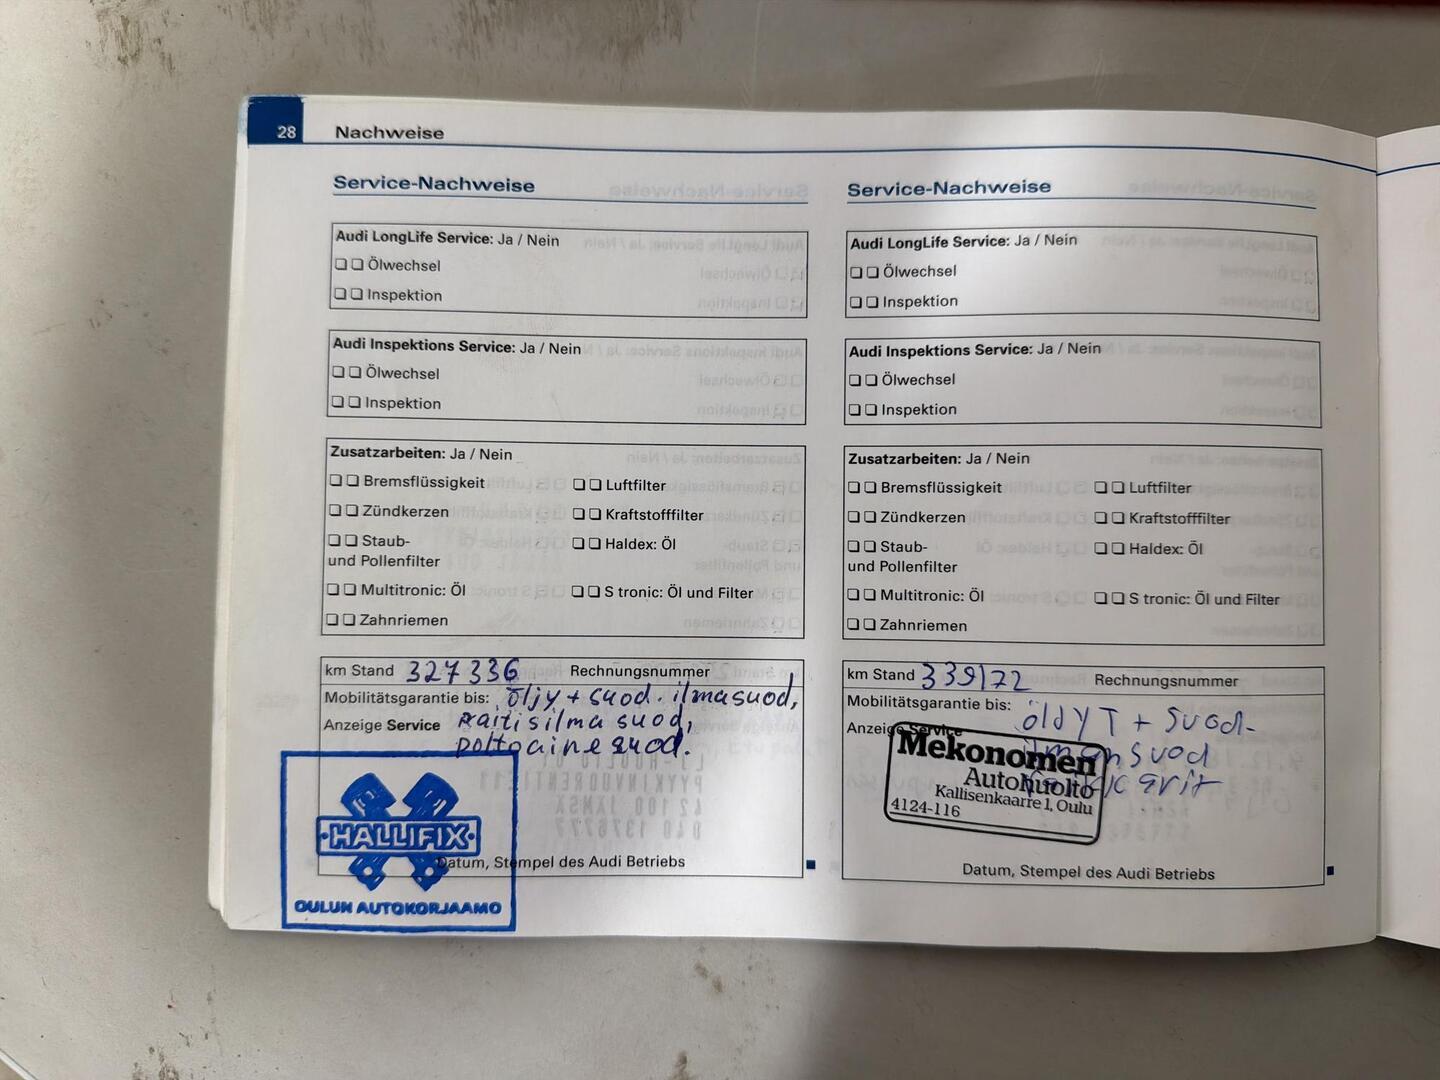 28 Nachweise
Service-Nachweise
Audi LongLife Service: Ja / Nein
Ölwechsel
Inspektion
Audi Inspektions Service: Ja / Nein
Ölwechsel
Inspektion
Zusatzarbeiten: Ja / Nein
Bremsflüssigkeit Luftfilter
Zündkerzen Kraftstofffilter
Staub- Haldex: Öl
und Pollenfilter
Multitronic: Öl S tronic: Öl und Filter
Zahnriemen
km Stand 327336 Rechnungsnummer
Mobilitätsgarantie bis: öljy + suod. ilmasuod,
Anzeige Service raitisilmasuod,
polttoainesuod.
HALLIFIX
Datum, Stempel des Audi Betriebs
OULUN AUTOKORJAAMO
Service-Nachweise
Audi LongLife Service: Ja / Nein
Ölwechsel
Inspektion
Audi Inspektions Service: Ja / Nein
Ölwechsel
Inspektion
Zusatzarbeiten: Ja / Nein
Bremsflüssigkeit Luftfilter
Zündkerzen Kraftstofffilter
Staub- Haldex: Öl
und Pollenfilter
Multitronic: Öl S tronic: Öl und Filter
Zahnriemen
km Stand 339172 Rechnungsnummer
Mobilitätsgarantie bis:
Anzeige Service + suod-
Mekonomen
AutoHuolto
Kallisenkaarre 1, Oulu
4124-116
Datum, Stempel des Audi Betriebs